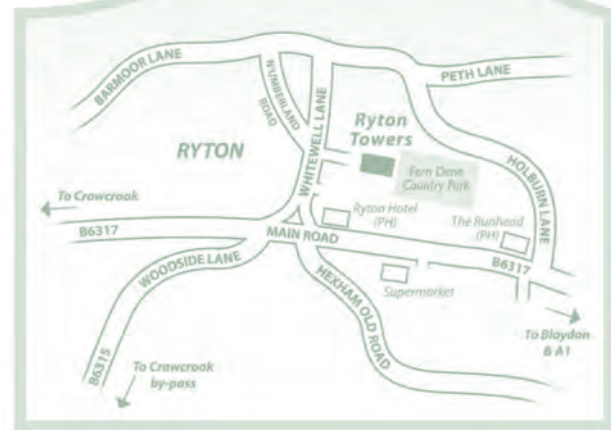 BARMOOR LANE
N'UMBERLAND
ROAD
PETH LANE
WHITEWELL LANE
Ryton
Towers
RYTON
Fern Dene
Country Park
HOLBURN LANE
To Crowcrook
Ryton Hotel
(PH)
The Runhead
(PH)
B6317
MAIN ROAD
B6317
WOODSIDE LANE
HEXHAM OLD ROAD
Supermarket
To Blaydon
& A1
B6315
To Crawcrook
by-pass